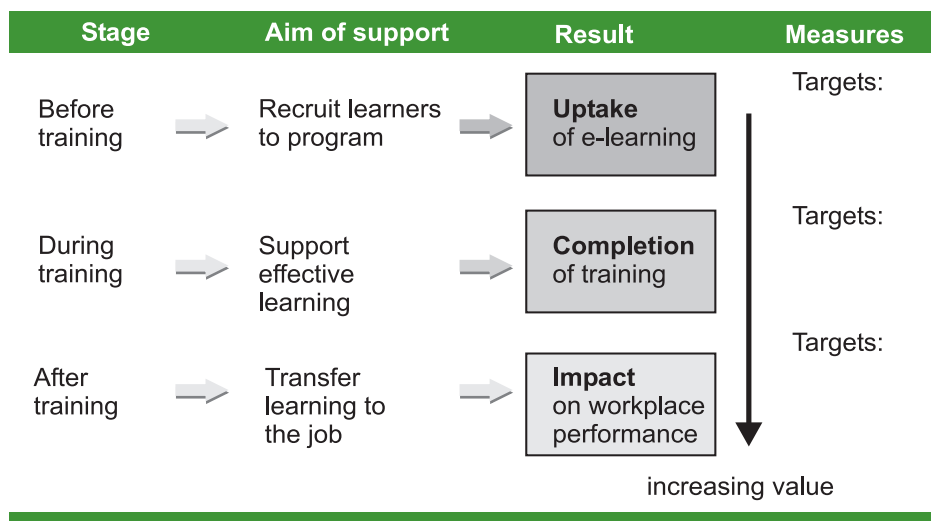 Stage Aim of support Result Measures
Targets:
Before training
Recruit learners to program
Uptake of e-learning
Targets:
During training
Support effective learning
Completion of training
Targets:
After training
Transfer learning to the job
Impact on workplace performance
increasing value